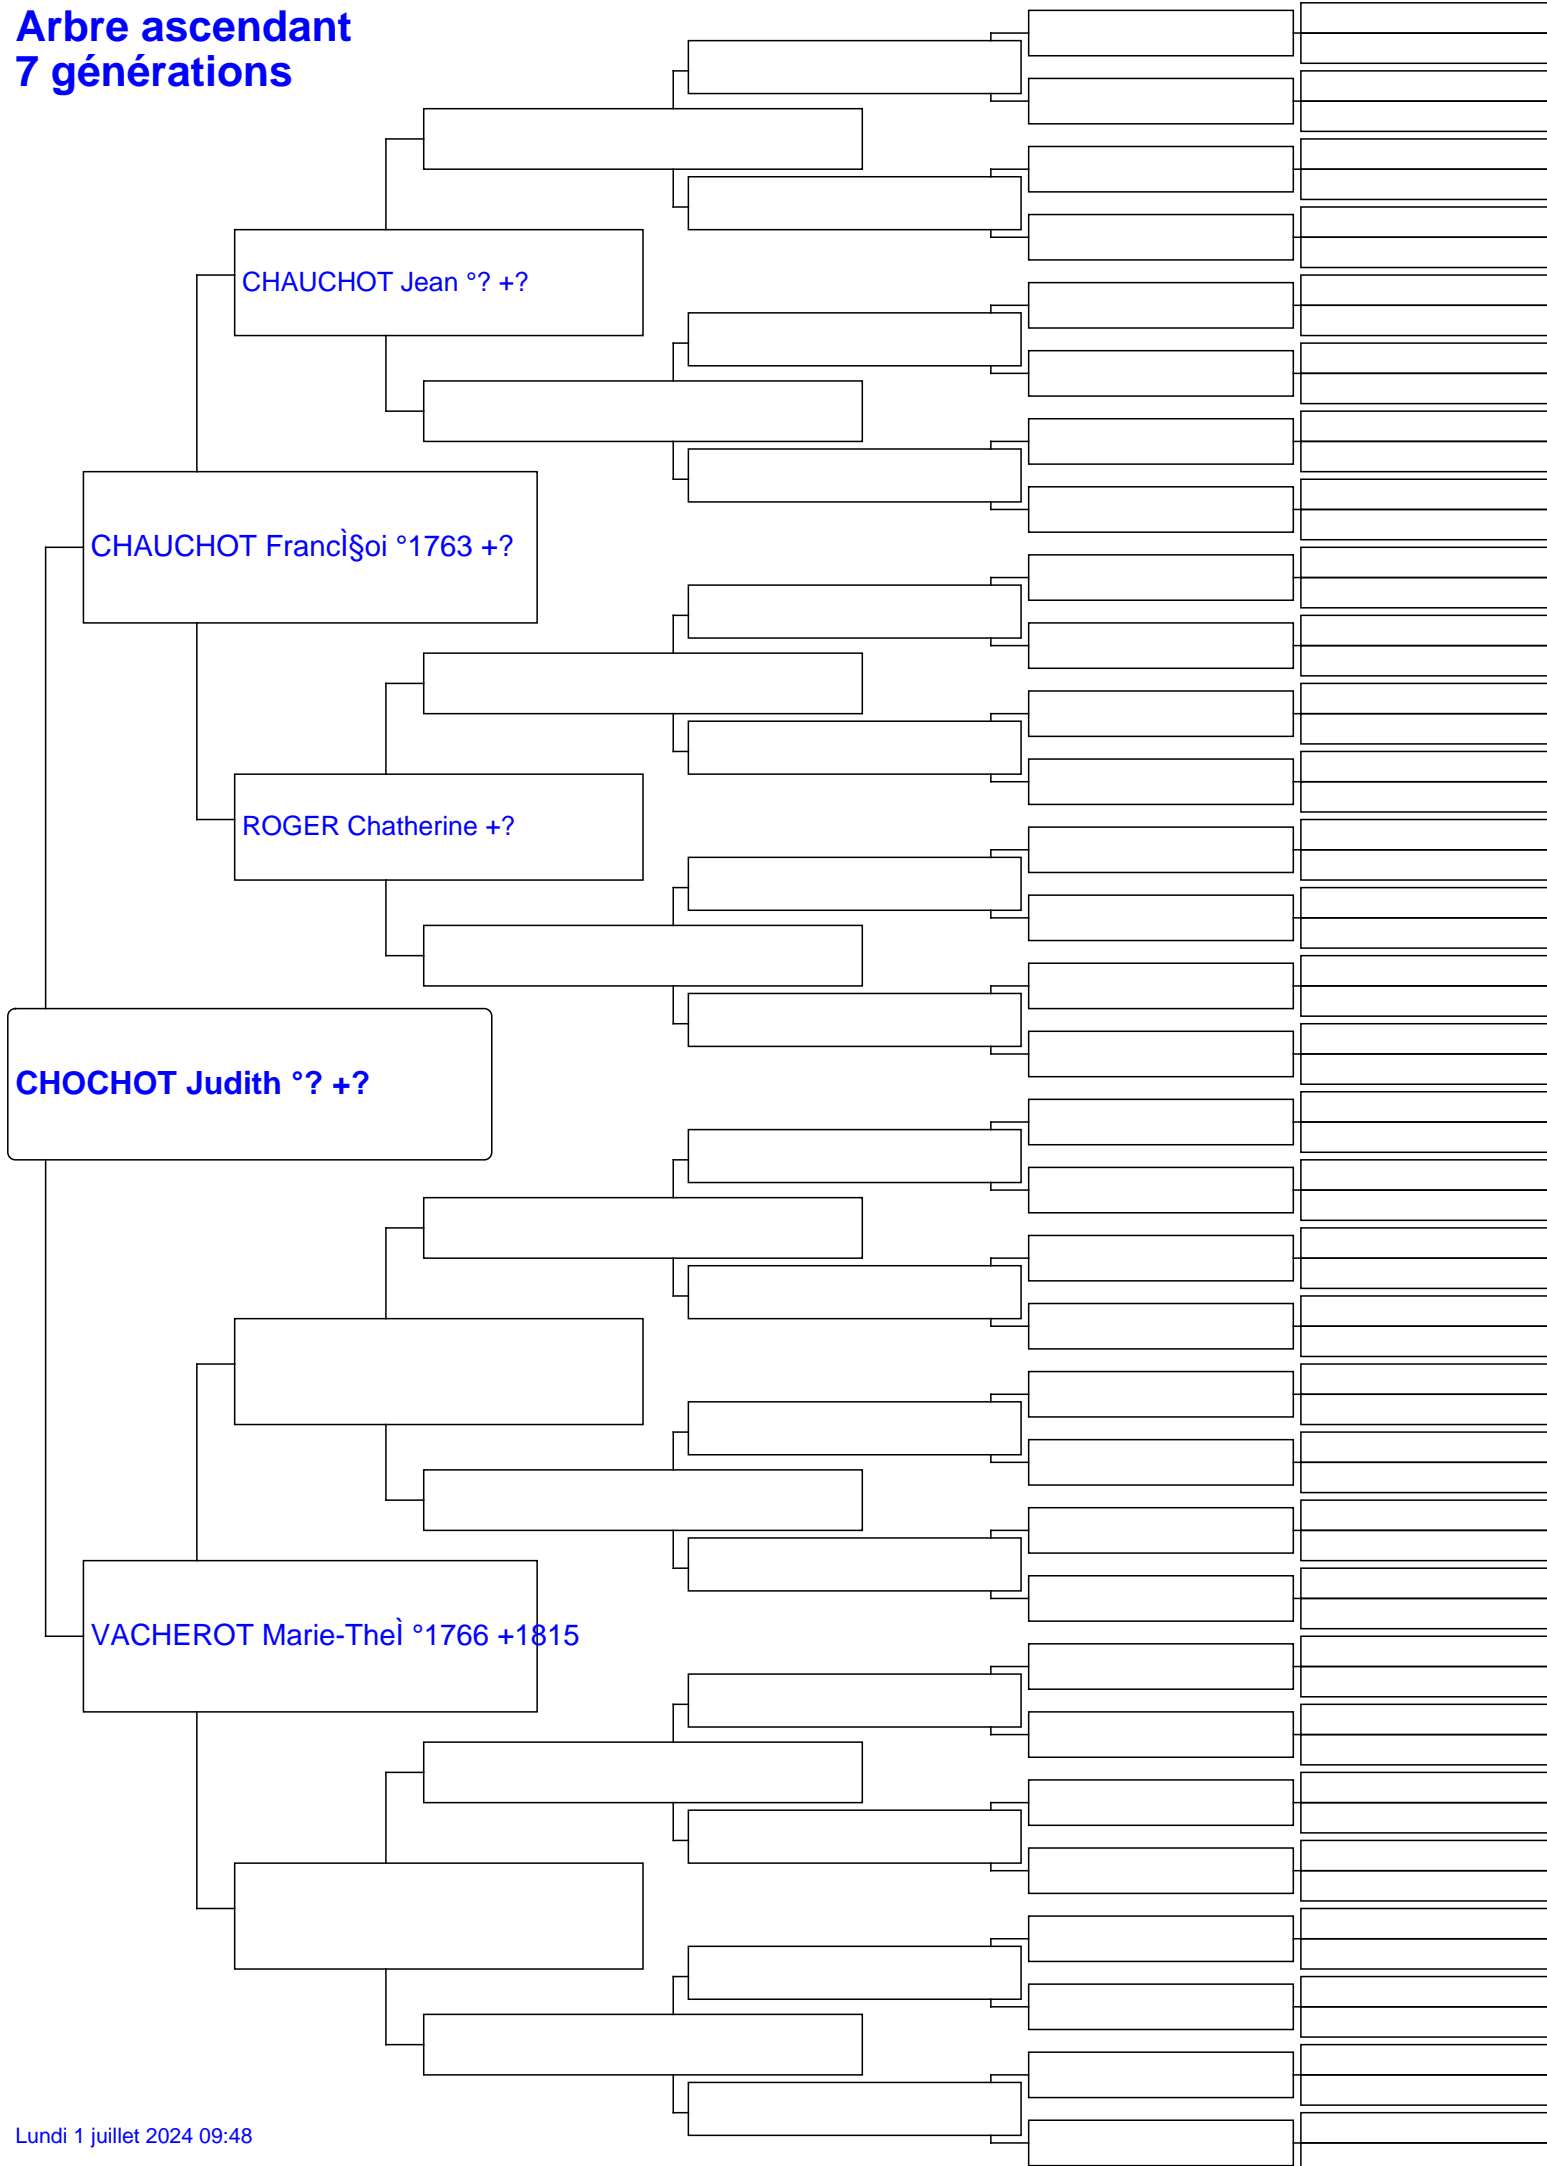 Arbre ascendant
7 générations
CHAUCHOT Jean °? +?
CHAUCHOT FrancÌ§oi °1763 +?
ROGER Chatherine +?
CHOCHOT Judith °? +?
VACHEROT Marie-TheÌ °1766 +1815
Lundi 1 juillet 2024 09:48